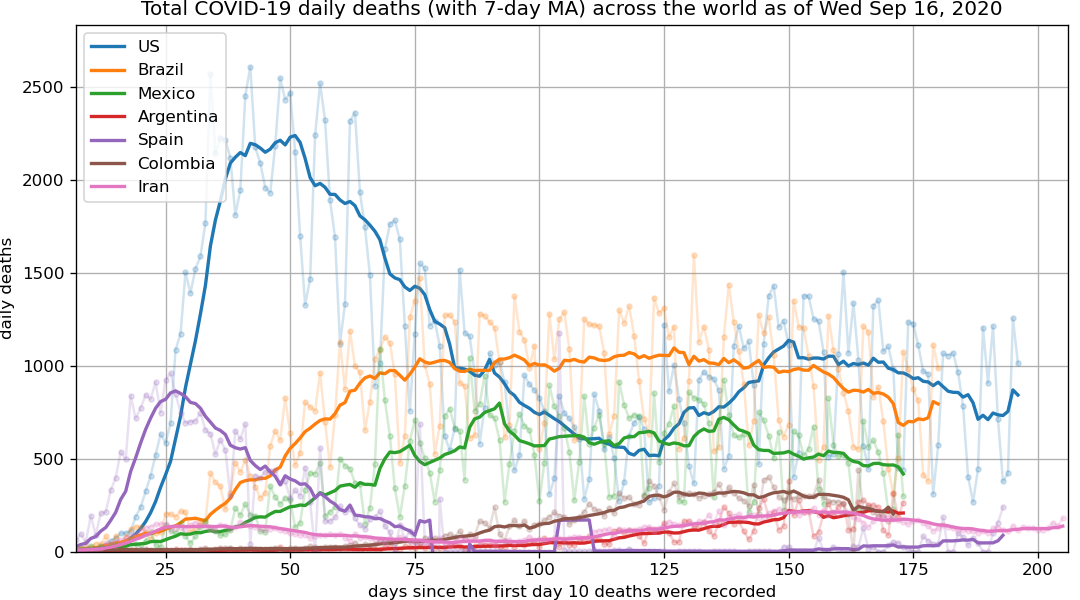 Total COVID-19 daily deaths (with 7-day MA) across the world as of Wed Sep 16, 2020
US
Brazil
Mexico
Argentina
Spain
Colombia
Iran
daily deaths
2500
2000
1500
1000
500
0
25 50 75 100 125 150 175 200
days since the first day 10 deaths were recorded